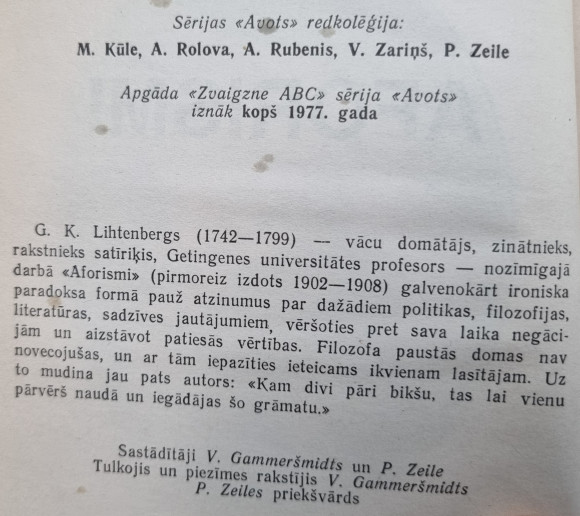 Sērijas «Avots» redkolēģija:
M. Kūle, A. Rolova, A. Rubenis, V. Zariņš, P. Zeile
Apgāda «Zvaigzne ABC» sērija «Avots»
iznāk kopš 1977. gada
G. K. Lihtenbergs (1742—1799) — vācu domātājs, zinātnieks,
rakstnieks satīriķis, Getingenes universitātes profesors — nozīmīgajā
darbā «Aforismi» (pirmoreiz izdots 1902—1908) galvenokārt ironiska
paradoksa formā pauž atzinumus par dažādiem politikas, filozofijas,
literatūras, sadzīves jautājumiem, vēršoties pret sava laika negāci-
jām un aizstāvot patiesās vērtības. Filozofa paustās domas nav
novecojušas, un ar tām iepazīties ieteicams ikvienam lasītājam. Uz
to mudina jau pats autors: «Kam divi pāri bikšu, tas lai vienu
pārvērš naudā un iegādājas šo grāmatu.»
Sastādītāji V. Gammeršmidts un P. Zeile
Tulkojis un piezīmes rakstījis V. Gammeršmidts
P. Zeiles priekšvārds